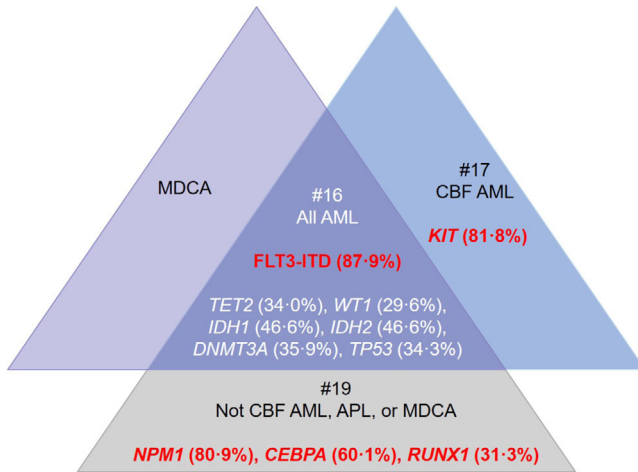 MDCA
#16
All AML
FLT3-ITD (87·9%)
TET2 (34·0%), WT1 (29·6%),
IDH1 (46·6%), IDH2 (46·6%),
DNMT3A (35·9%), TP53 (34·3%)
#17
CBF AML
KIT (81·8%)
#19
Not CBF AML, APL, or MDCA
NPM1 (80·9%), CEBPA (60·1%), RUNX1 (31·3%)